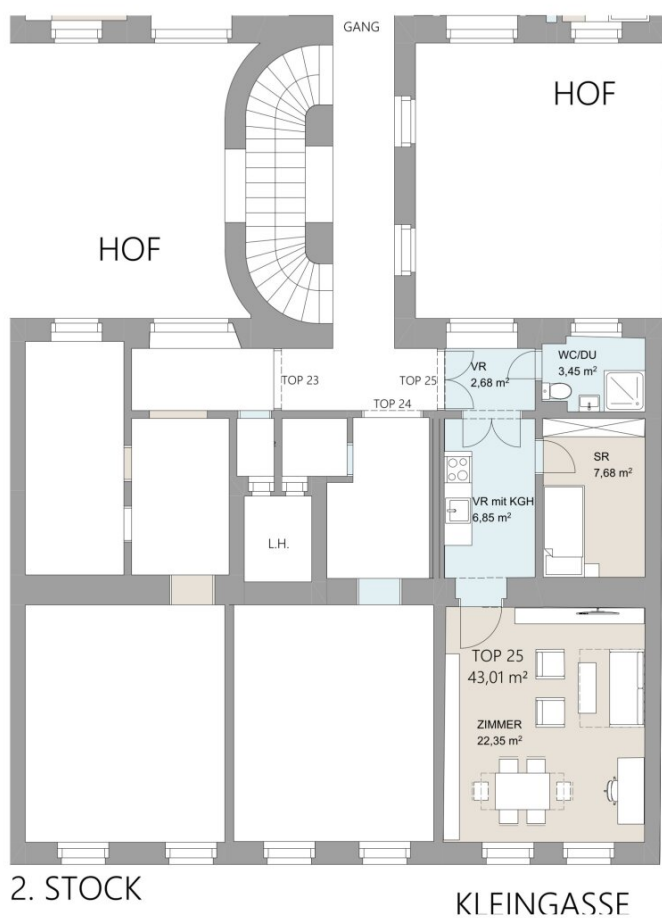 GANG
HOF
HOF
VR
2,68 m²
WC/DU
3,45 m²
TOP 23
TOP 25
TOP 24
SR
7,68 m²
VR mit KGH
6,85 m²
L.H.
TOP 25
43,01 m²
ZIMMER
22,35 m²
2. STOCK
KLEINGASSE